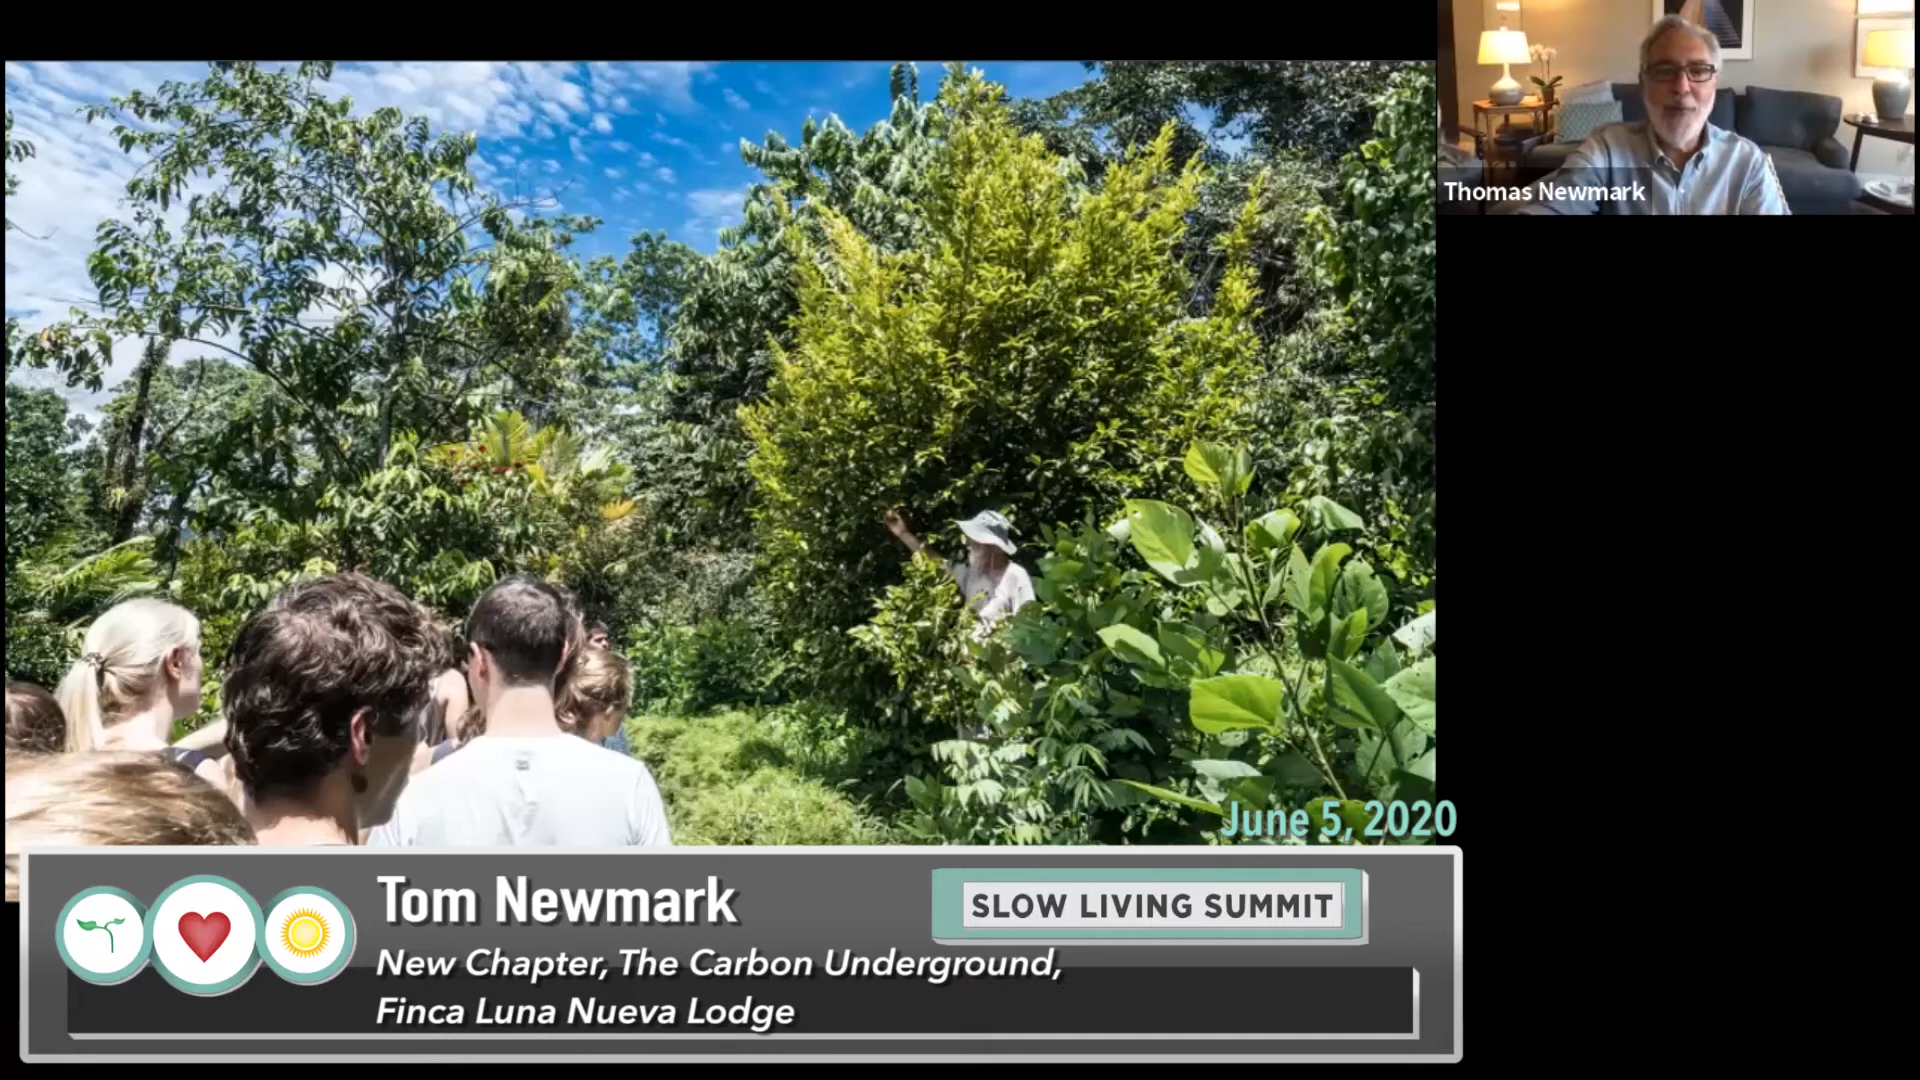 Thomas Newmark
June 5, 2020
Tom Newmark
SLOW LIVING SUMMIT
New Chapter, The Carbon Underground,
Finca Luna Nueva Lodge